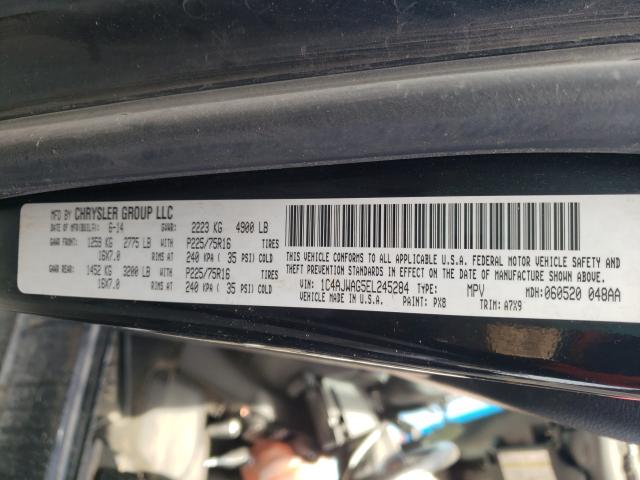 MFD BY CHRYSLER GROUP LLC
DATE OF MFR(BUILT): 6-14 GVWR: 2223 KG 4900 LB
GAWR FRONT: 1259 KG 2775 LB P225/75R16 TIRES
16X7.0 RIMS AT 240 KPA ( 35 PSI) COLD
GAWR REAR: 1452 KG 3200 LB P225/75R16 TIRES
16X7.0 RIMS AT 240 KPA ( 35 PSI) COLD
THIS VEHICLE CONFORMS TO ALL APPLICABLE U.S.A. FEDERAL MOTOR VEHICLE SAFETY AND
THEFT PREVENTION STANDARDS IN EFFECT ON THE DATE OF MANUFACTURE SHOWN ABOVE.
VIN: 1C4AJWAG5EL245284 TYPE: MPV MDH: 060520 048AA
VEHICLE MADE IN U.S.A. PAINT: PX8 TRIM: A7X9